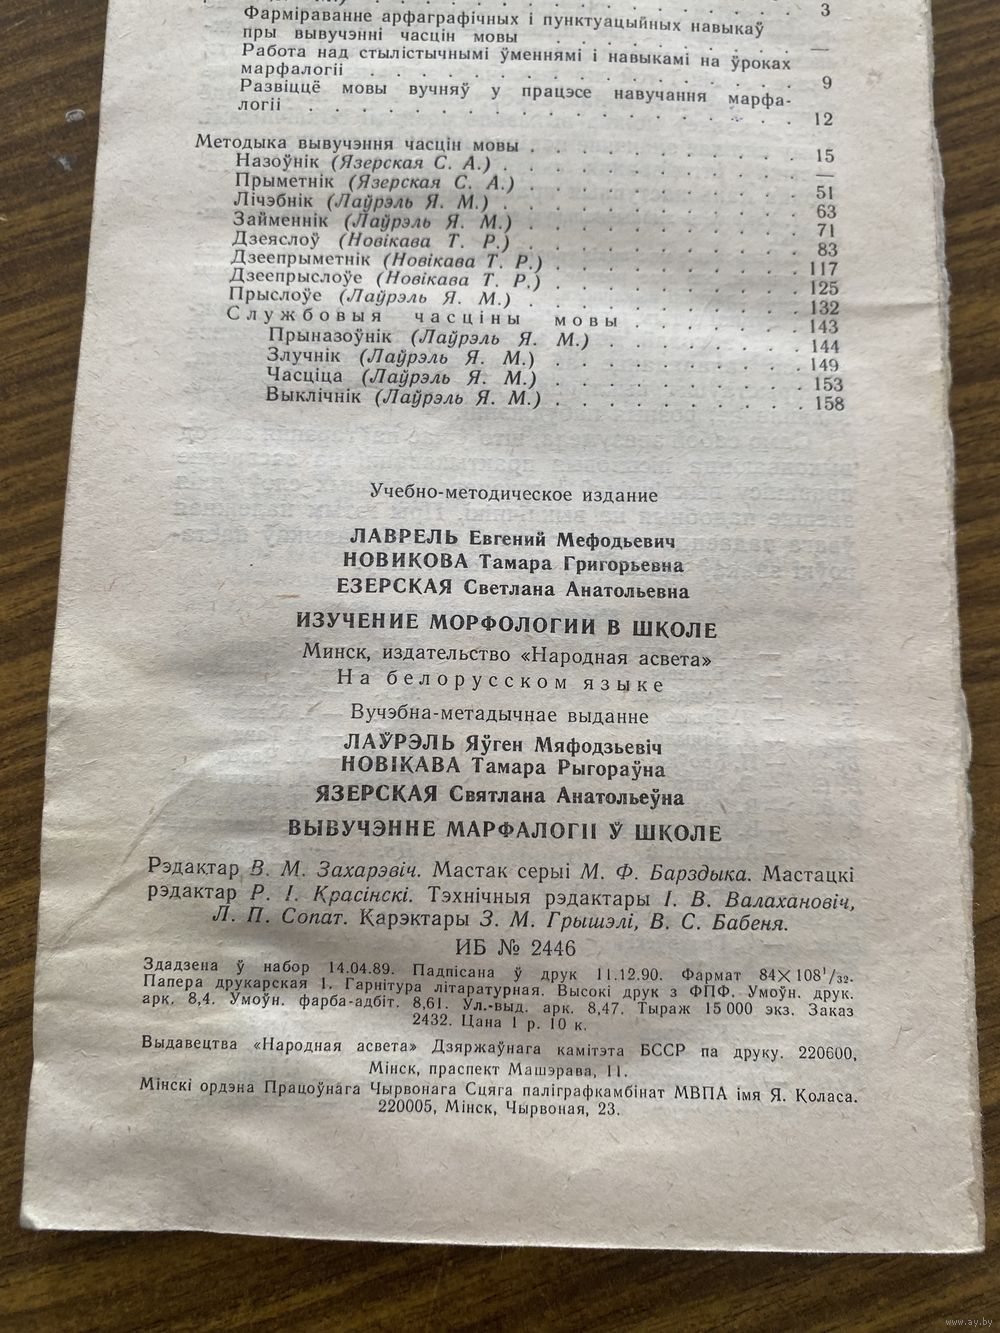 3
Фарміраванне арфаграфічных і пунктуацыйных навыкаў
пры вывучэнні часцін мовы . . . . . . . . . . —
Работа над стылістычнымі ўменнямі і навыкамі на ўроках
марфалогіі . . . . . . . . . . . . . . . 9
Развіццё мовы вучняў у працэсе навучання марфа-
логіі . . . . . . . . . . . . . . . . . 12
Методыка вывучэння часцін мовы . . . . . . . . . . 15
Назоўнік (Язерская С. А.) . . . . . . . . . . . —
Прыметнік (Язерская С. А.) . . . . . . . . . . 51
Лічэбнік (Лаўрэль Я. М.) . . . . . . . . . . . 63
Займеннік (Лаўрэль Я. М.) . . . . . . . . . . 71
Дзеяслоў (Новікава Т. Р.) . . . . . . . . . . 83
Дзеепрыметнік (Новікава Т. Р.) . . . . . . . . . 117
Дзеепрыслоўе (Новікава Т. Р.) . . . . . . . . . 125
Прыслоўе (Лаўрэль Я. М.) . . . . . . . . . . 132
Службовыя часціны мовы . . . . . . . 143
Прыназоўнік (Лаўрэль Я. М.) . . . . . . . . 144
Злучнік (Лаўрэль Я. М.) . . . . . . . . . . 149
Часціца (Лаўрэль Я. М.) . . . . . . . . . . 153
Выклічнік (Лаўрэль Я. М.) . . . . . . . . . . 158
Учебно-методическое издание
ЛАВРЕЛЬ Евгений Мефодьевич
НОВИКОВА Тамара Григорьевна
ЕЗЕРСКАЯ Светлана Анатольевна
ИЗУЧЕНИЕ МОРФОЛОГИИ В ШКОЛЕ
Минск, издательство «Народная асвета»
На белорусском языке
Вучэбна-метадычнае выданне
ЛАЎРЭЛЬ Яўген Мяфодзьевіч
НОВІКАВА Тамара Рыгораўна
ЯЗЕРСКАЯ Святлана Анатольеўна
ВЫВУЧЭННЕ МАРФАЛОГІІ Ў ШКОЛЕ
Рэдактар В. М. Захарэвіч. Мастак серыі М. Ф. Барздыка. Мастацкі
рэдактар Р. І. Красінскі. Тэхнічныя рэдактары І. В. Валахановіч,
Л. П. Сопат. Карэктары З. М. Грышэлі, В. С. Бабеня.
ИБ № 2446
Здадзена ў набор 14.04.89. Падпісана ў друк 11.12.90. Фармат 84×108¹/₃₂.
Папера друкарская 1. Гарнітура літаратурная. Высокі друк з ФПФ. Умоўн. друк.
арк. 8,4. Умоўн. фарба-адбіт. 8,61. Ул.-выд. арк. 8,47. Тыраж 15 000 экз. Заказ
2432. Цана 1 р. 10 к.
Выдавецтва «Народная асвета» Дзяржаўнага камітэта БССР па друку. 220600,
Мінск, праспект Машэрава, 11.
Мінскі ордэна Працоўнага Чырвонага Сцяга паліграфкамбінат МВПА імя Я. Коласа.
220005, Мінск, Чырвоная, 23.
www.ay.by